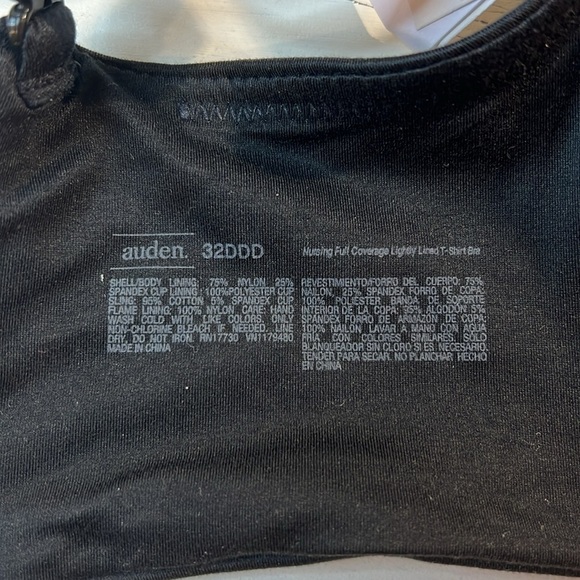 auden. 32DDD
Nursing Full Coverage Lightly Lined T-Shirt Bra
SHELL/BODY LINING: 75% NYLON, 25%
SPANDEX CUP LINING: 100%POLYESTER CUP
SLING: 95% COTTON 5% SPANDEX CUP
FLAME LINING: 100% NYLON CARE: HAND
WASH COLD WITH LIKE COLORS. ONLY
NON-CHLORINE BLEACH IF NEEDED. LINE
DRY. DO NOT IRON. RN17730 VN1179480
MADE IN CHINA
REVESTIMIENTO/FORRO DEL CUERPO: 75%
NAILON, 25% SPANDEX FORRO DE COPA:
100% POLIESTER BANDA DE SOPORTE
INTERIOR DE LA COPA: 95% ALGODÓN 5%
SPANDEX FORRO DE ARMAZÓN DE COPA:
00% NAILON LAVAR A MANO CON AGUA
FRÍA CON COLORES SIMILARES. SÓLO
BLANQUEADOR SIN CLORO SI ES NECESARIO.
TENDER PARA SECAR. NO PLANCHAR. HECHO
EN CHINA